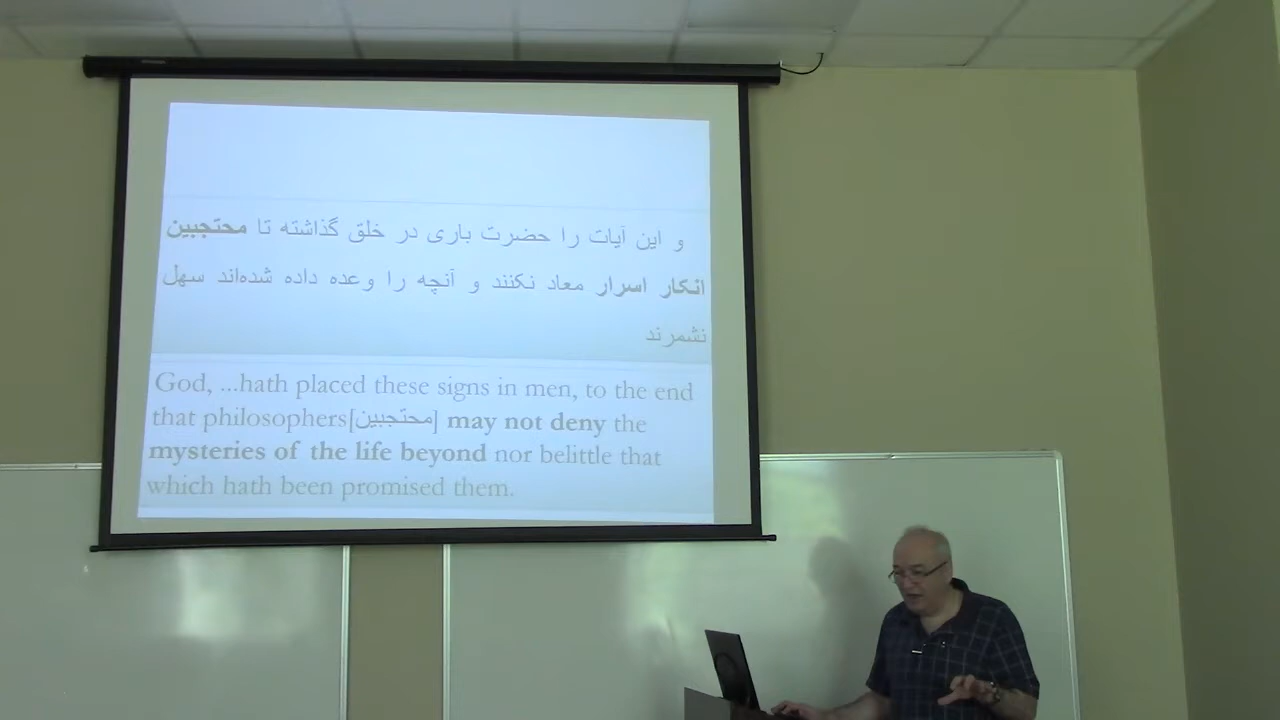 و این آیات را حضرت باری در خلق گذاشته تا محتجبین
انکار اسرار معاد نکنند و آنچه را وعده داده شده‌اند سهل
نشمرند
God, ...hath placed these signs in men, to the end
that philosophers[محتجبین] may not deny the
mysteries of the life beyond nor belittle that
which hath been promised them.